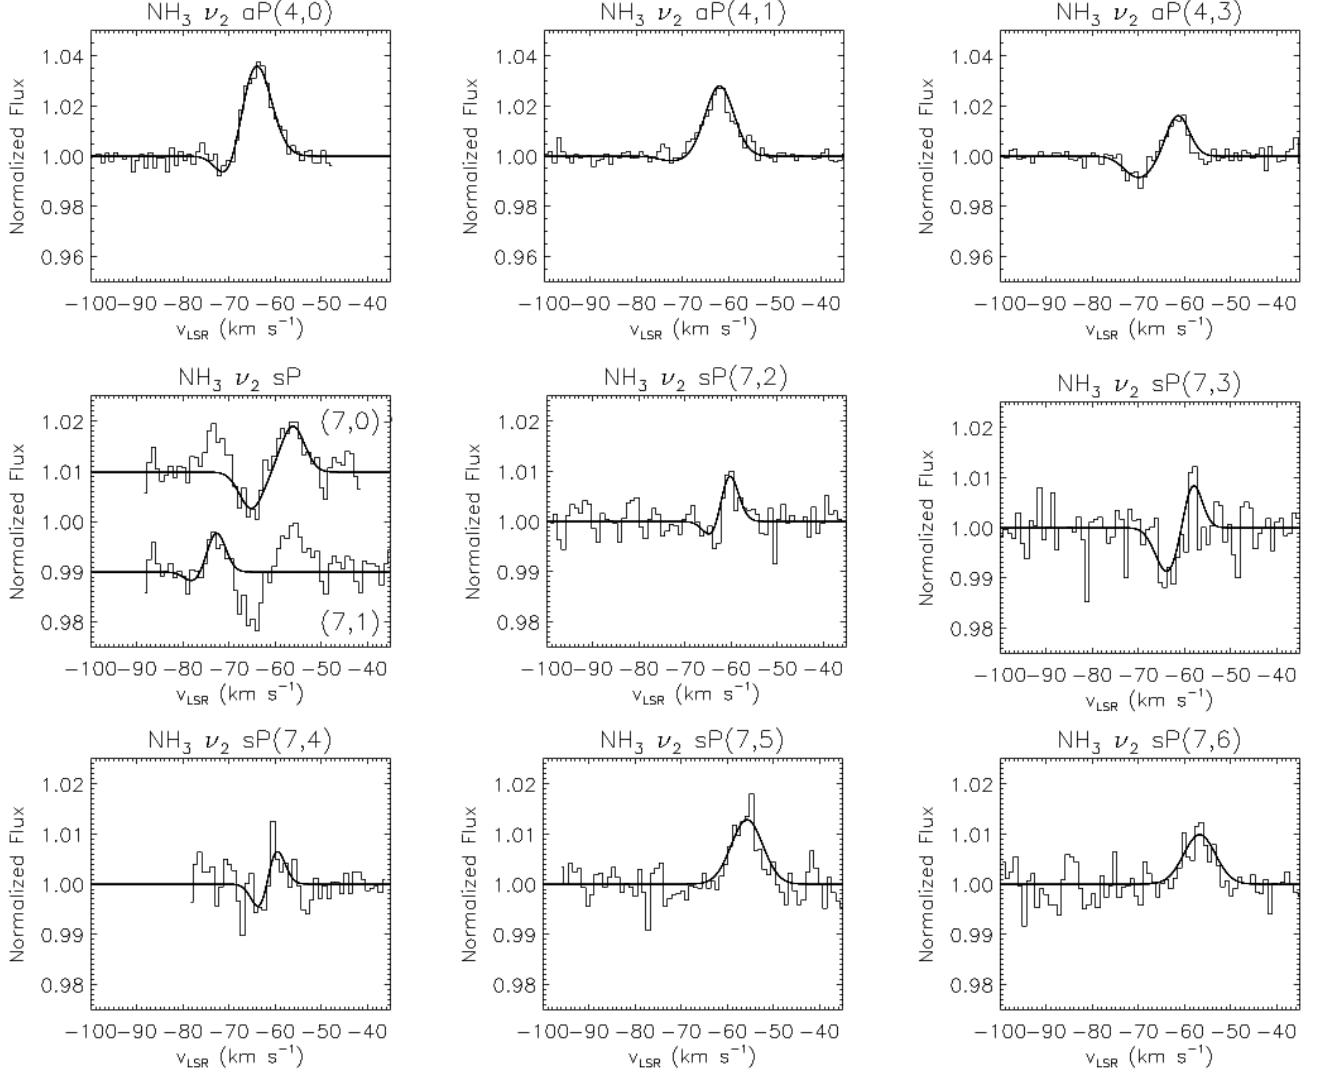 NH₃ ν₂ aP(4,0)
1.04
1.02
1.00
0.98
0.96
Normalized Flux
-100 -90 -80 -70 -60 -50 -40
vLSR (km s⁻¹)
NH₃ ν₂ aP(4,1)
1.04
1.02
1.00
0.98
0.96
Normalized Flux
-100 -90 -80 -70 -60 -50 -40
vLSR (km s⁻¹)
NH₃ ν₂ aP(4,3)
1.04
1.02
1.00
0.98
0.96
Normalized Flux
-100 -90 -80 -70 -60 -50 -40
vLSR (km s⁻¹)
NH₃ ν₂ sP
(7,0)
1.02
1.01
1.00
0.99
0.98
(7,1)
Normalized Flux
-100 -90 -80 -70 -60 -50 -40
vLSR (km s⁻¹)
NH₃ ν₂ sP(7,2)
1.02
1.01
1.00
0.99
0.98
Normalized Flux
-100 -90 -80 -70 -60 -50 -40
vLSR (km s⁻¹)
NH₃ ν₂ sP(7,3)
1.02
1.01
1.00
0.99
0.98
Normalized Flux
-100 -90 -80 -70 -60 -50 -40
vLSR (km s⁻¹)
NH₃ ν₂ sP(7,4)
1.02
1.01
1.00
0.99
0.98
Normalized Flux
-100 -90 -80 -70 -60 -50 -40
vLSR (km s⁻¹)
NH₃ ν₂ sP(7,5)
1.02
1.01
1.00
0.99
0.98
Normalized Flux
-100 -90 -80 -70 -60 -50 -40
vLSR (km s⁻¹)
NH₃ ν₂ sP(7,6)
1.02
1.01
1.00
0.99
0.98
Normalized Flux
-100 -90 -80 -70 -60 -50 -40
vLSR (km s⁻¹)